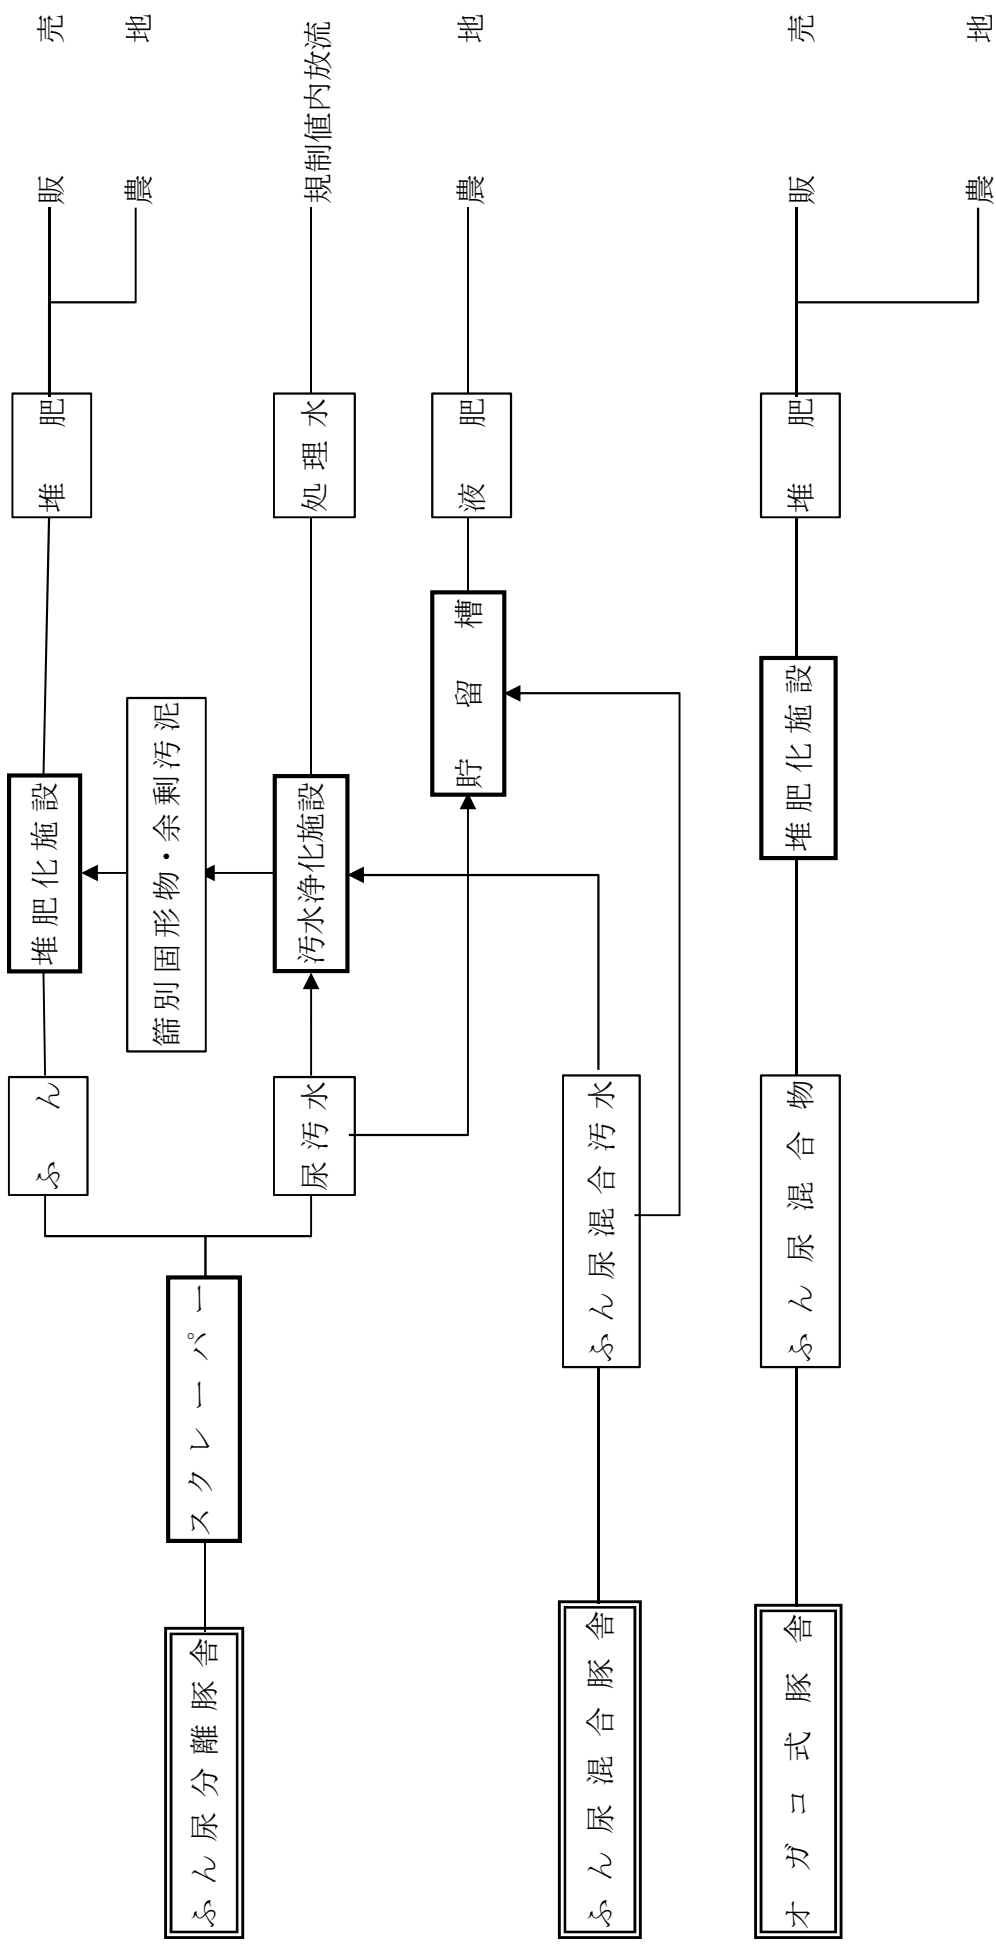 ふん尿分離豚舎
スクレーパー
ふん
堆肥化施設
堆肥
販売
農地
篩別固形物・余剰汚泥
尿汚水
汚水浄化施設
処理水
規制値内放流
貯留槽
液肥
農地
ふん尿混合豚舎
ふん尿混合汚水
オガコ式豚舎
ふん尿混合物
堆肥化施設
堆肥
販売
農地